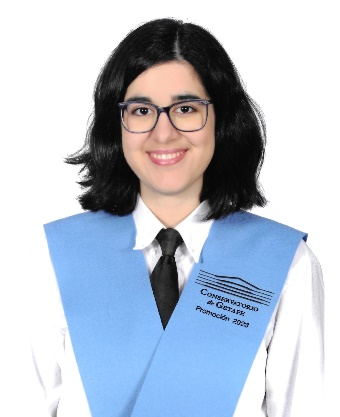 CONSERVATORIO
de GETAFE
Promoción 2023